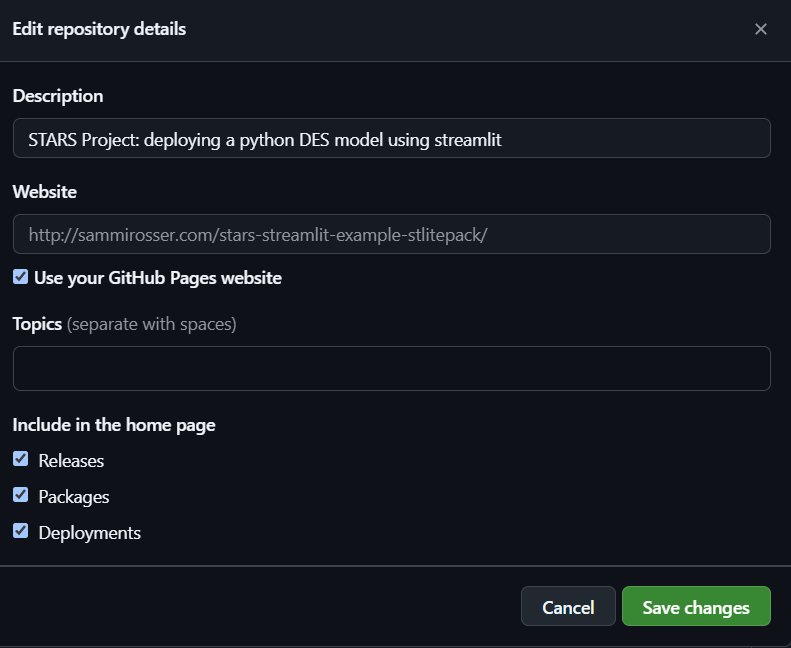 Edit repository details
Description
STARS Project: deploying a python DES model using streamlit
Website
http://sammirosser.com/stars-streamlit-example-stlitepack/
Use your GitHub Pages website
Topics (separate with spaces)
Include in the home page
Releases
Packages
Deployments
Cancel Save changes